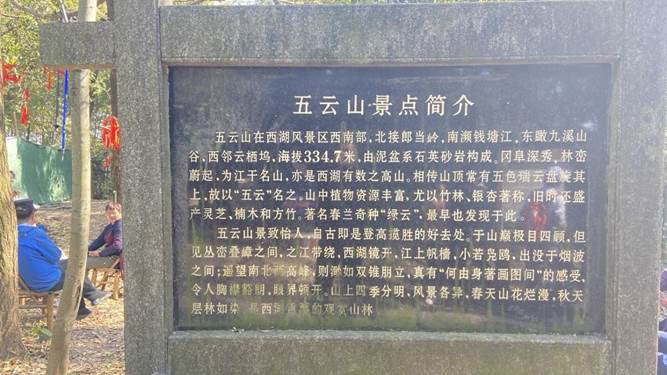 五云山景点简介
五云山在西湖风景区西南部,北接郎当岭,南濒钱塘江,东瞰九溪山
谷,西邻云栖坞,海拔334.7米,由泥盆系石英砂岩构成。冈阜深秀,林峦
蔚起,为江干名山,亦是西湖有数之高山。相传山顶常有五色瑞云盘旋其
上,故以“五云”名之。山中植物资源丰富,尤以竹林、银杏著称,旧时还盛
产灵芝、楠木和方竹。著名春兰奇种“绿云”,最早也发现于此。
五云山景致怡人,自古即是登高揽胜的好去处。于山巅极目四顾,但
见丛峦叠嶂之间,之江带绕,西湖镜开,江上帆樯,小若凫鸥,出没于烟波
之间;遥望南北两高峰,则渺如双锥朋立,真有“何由身著画图间”的感受,
令人胸襟豁朗,眼界顿开。山上四季分明,风景各异,春天山花烂漫,秋天
层林如染 是西 的观赏山林